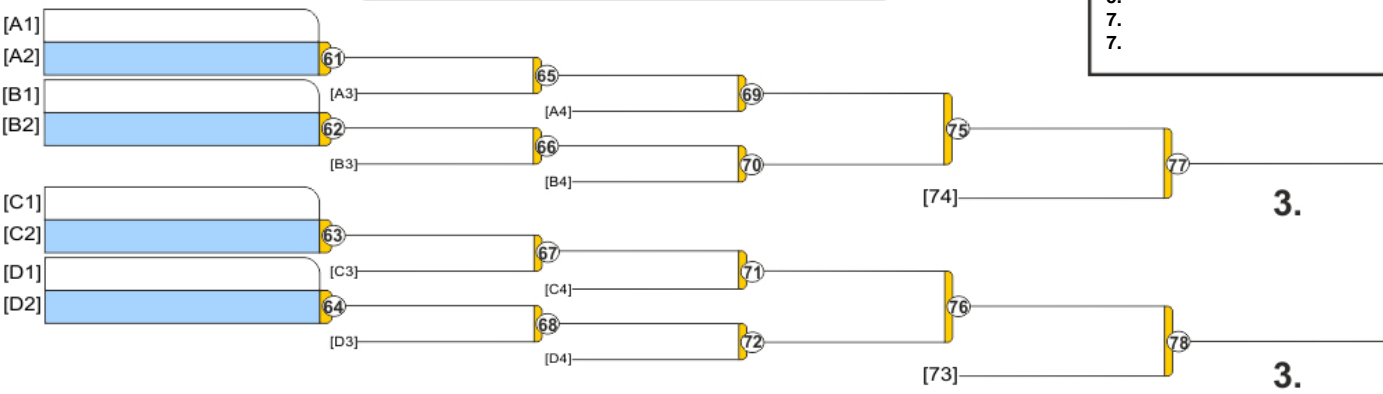 7.
7.
[A1]
[A2]
61
[A3]
65
[A4]
69
[B1]
[B2]
62
[B3]
66
[B4]
70
75
[74]
77
3.
[C1]
[C2]
63
[C3]
67
[C4]
71
[D1]
[D2]
64
[D3]
68
[D4]
72
76
[73]
78
3.